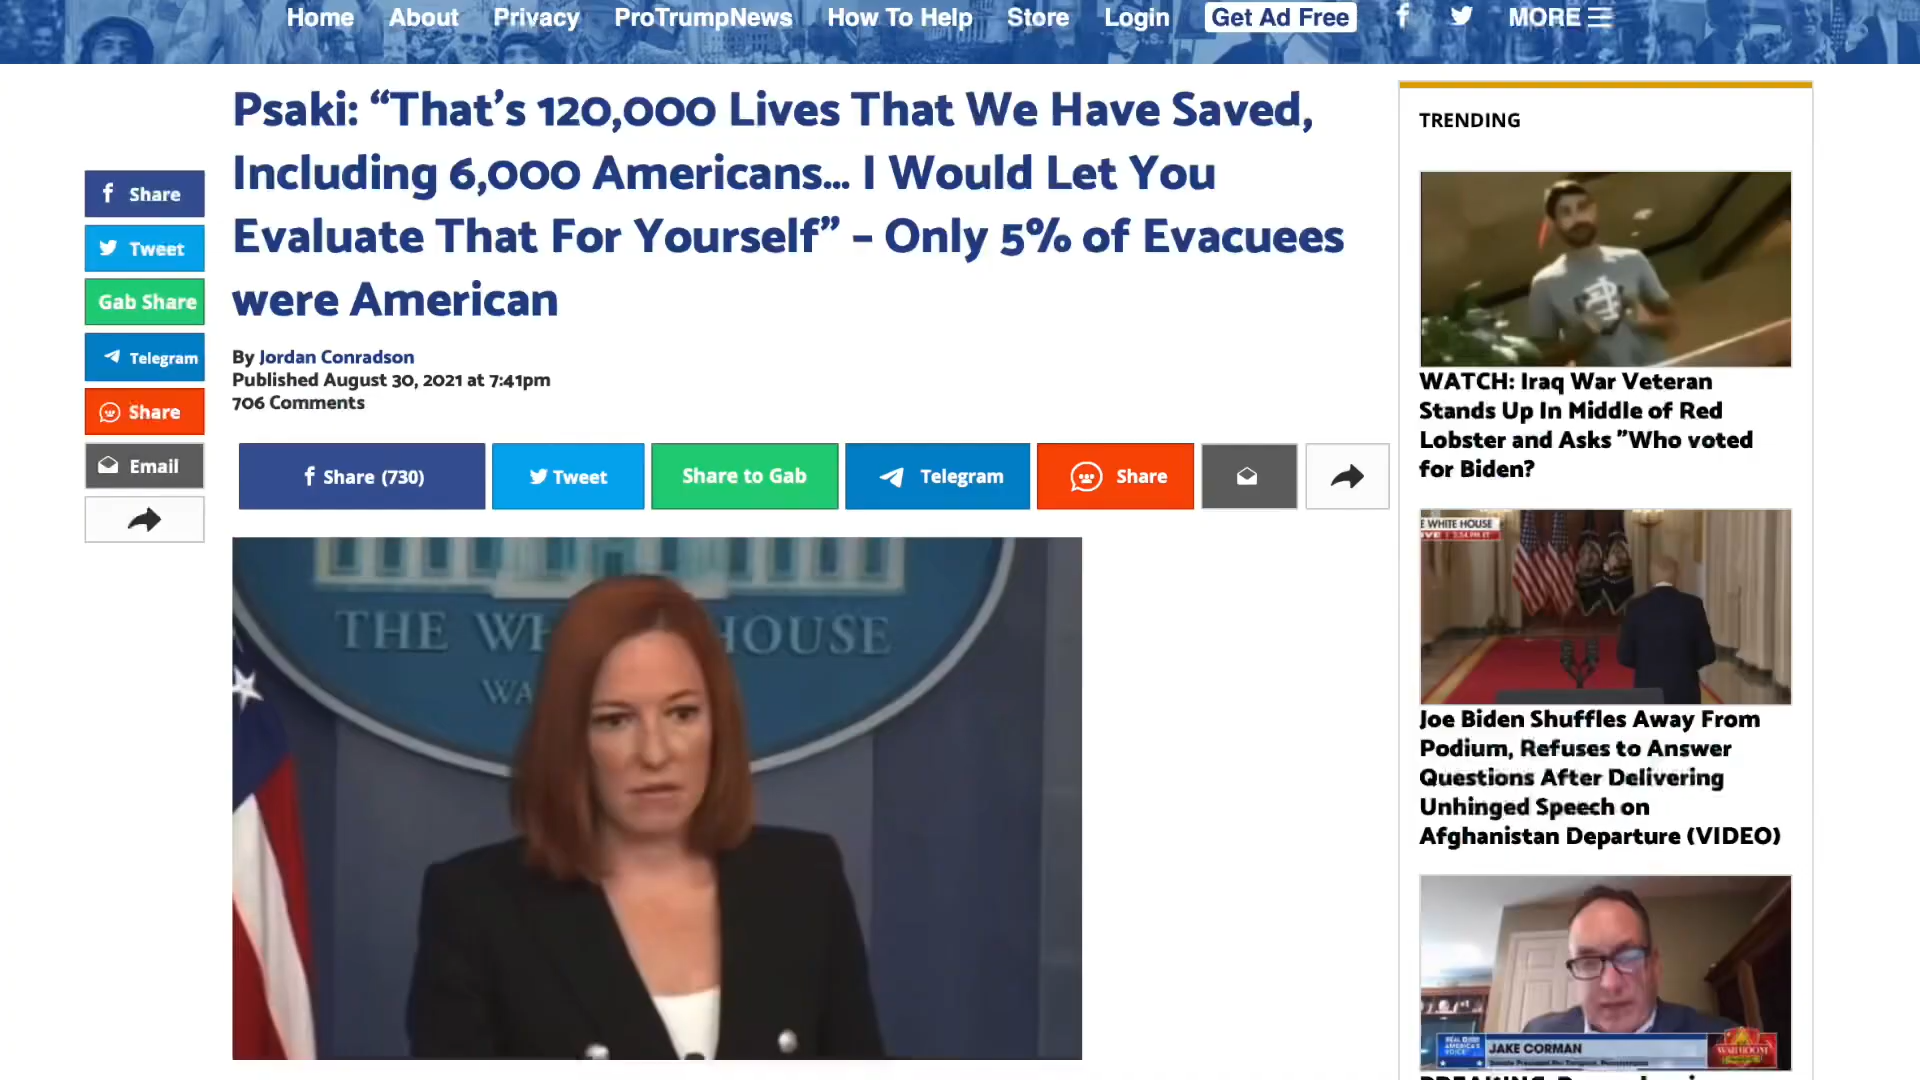 Home About Privacy ProTrumpNews How To Help Store Login Get Ad Free MORE
Psaki: “That’s 120,000 Lives That We Have Saved,
Including 6,000 Americans… I Would Let You
Evaluate That For Yourself” – Only 5% of Evacuees
were American
By Jordan Conradson
Published August 30, 2021 at 7:41pm
706 Comments
Share
Tweet
Gab Share
Telegram
Share
Email
Share (730) Tweet Share to Gab Telegram Share
THE WH HOUSE
WA
TRENDING
WATCH: Iraq War Veteran
Stands Up In Middle of Red
Lobster and Asks "Who voted
for Biden?
E WHITE HOUSE
Joe Biden Shuffles Away From
Podium, Refuses to Answer
Questions After Delivering
Unhinged Speech on
Afghanistan Departure (VIDEO)
REAL
AMERICA'S
VOICE
JAKE CORMAN
WAR ROOM